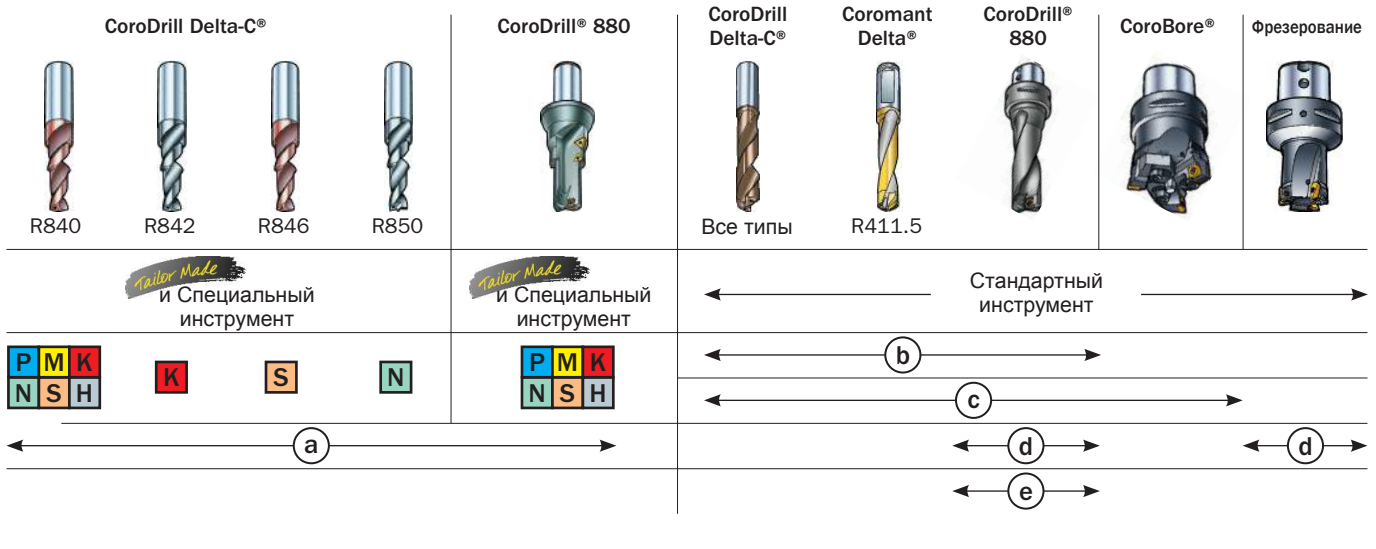 CoroDrill Delta-C®
CoroDrill® 880
CoroDrill
Delta-C®
Coromant
Delta®
CoroDrill®
880
CoroBore®
Фрезерование
R840
R842
R846
R850
Все типы
R411.5
Tailor Made
и Специальный
инструмент
Tailor Made
и Специальный
инструмент
Стандартный
инструмент
P M K
N S H
K
S
N
P M K
N S H
b
c
a
d
d
e